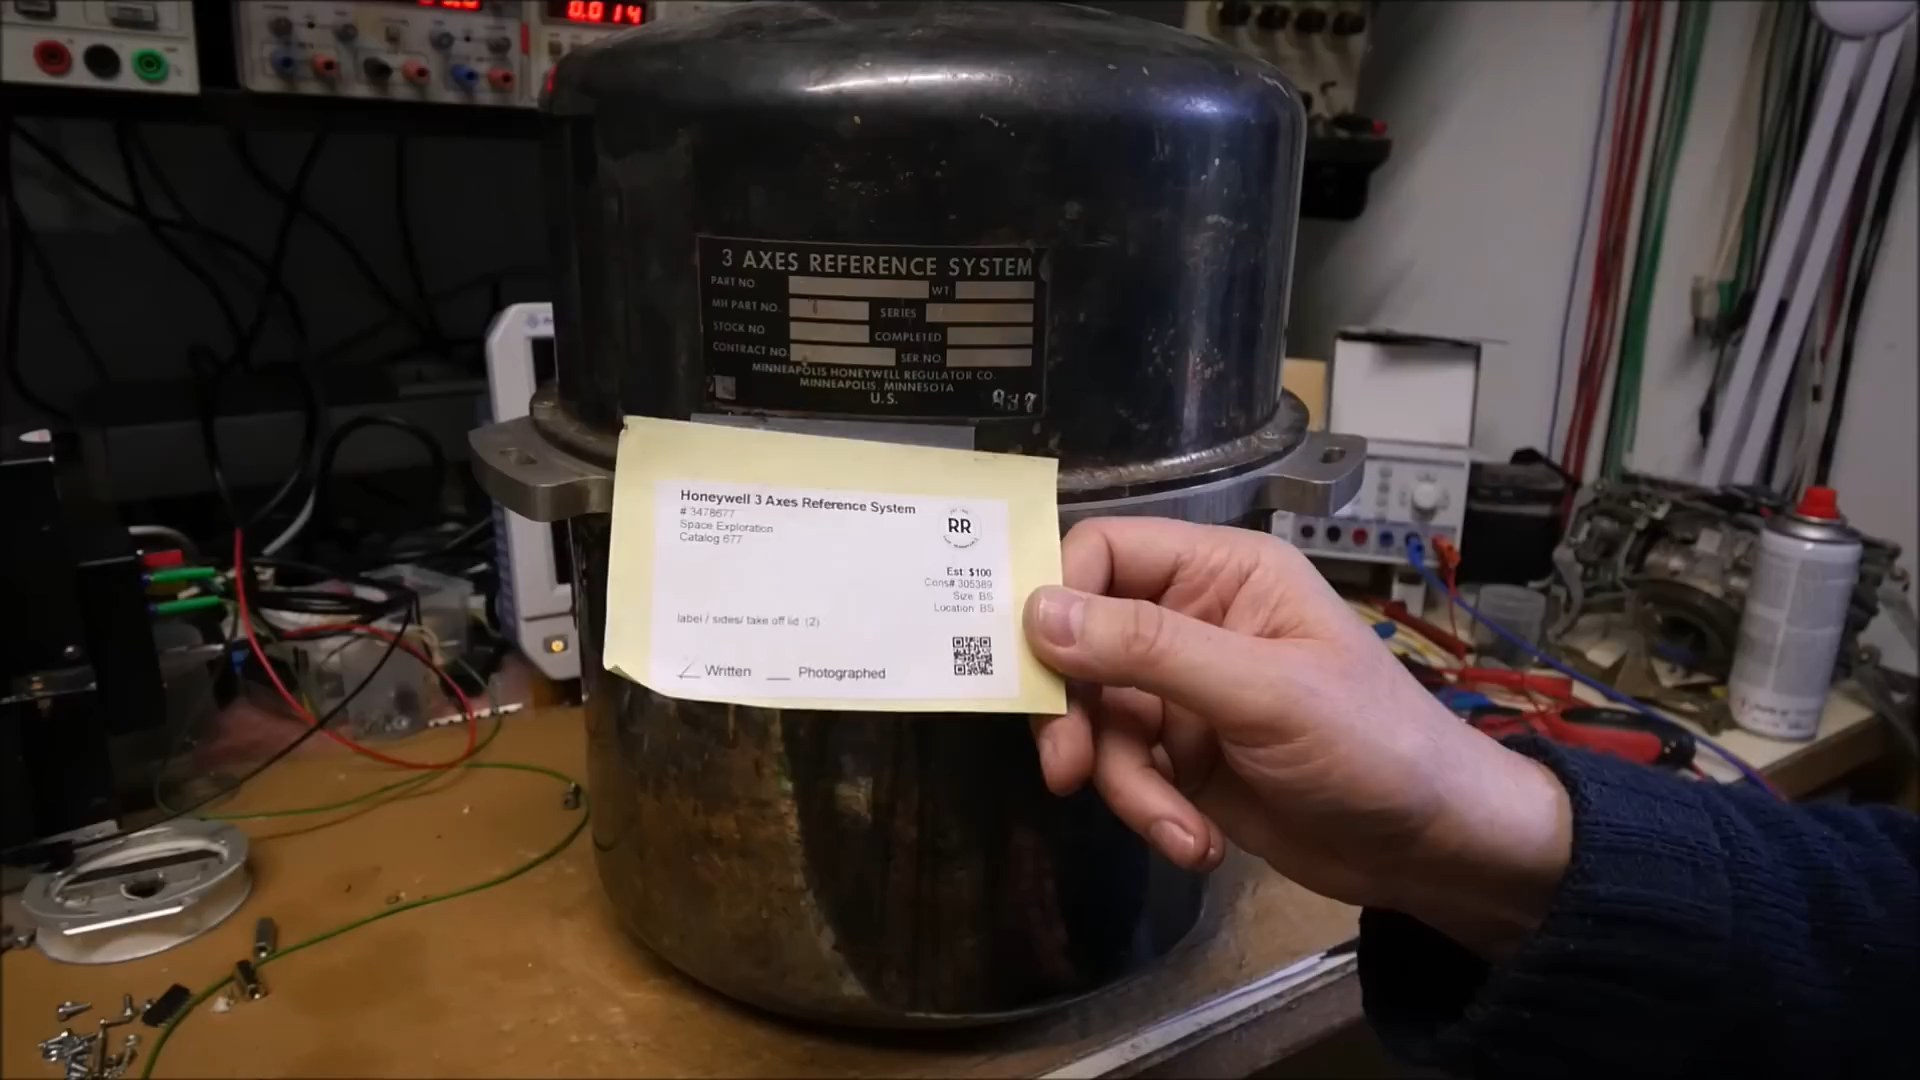 0.014
3 AXES REFERENCE SYSTEM
PART NO. WT.
MH PART NO. SERIES
STOCK NO COMPLETED
CONTRACT NO. SER. NO.
MINNEAPOLIS HONEYWELL REGULATOR CO.
MINNEAPOLIS, MINNESOTA
U.S.
Honeywell 3 Axes Reference System
# 3478677
Space Exploration
Catalog 677
RR
Est: $100
Cons# 305389
Size: BS
Location: BS
label / sides/ take off lid (2)
Written Photographed